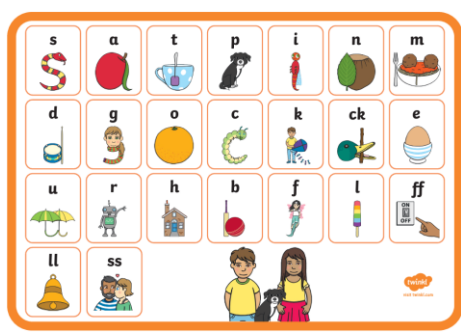 s a t p i n m
d g o c k ck e
u r h b f l ff
ON
OFF
ll ss
twinkl
visit twinkl.com